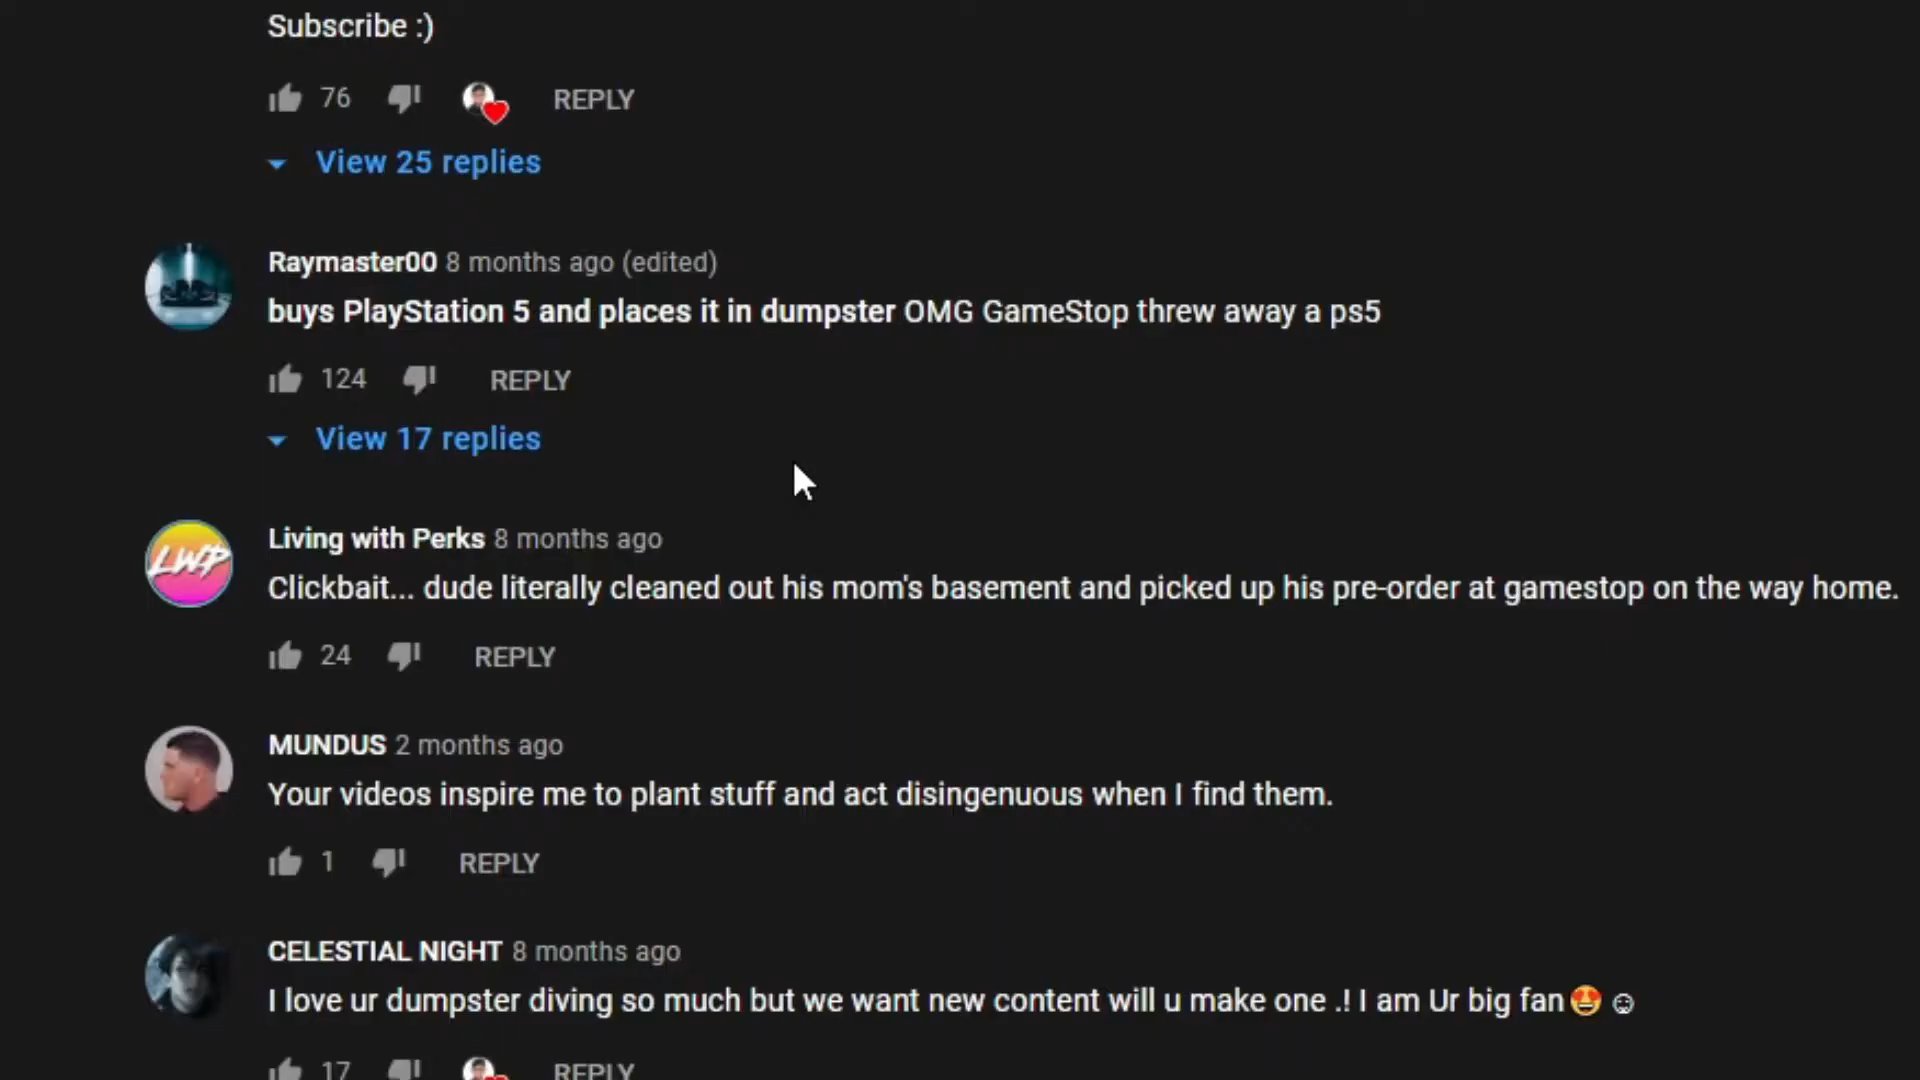 Subscribe :)
76 REPLY
View 25 replies
Raymaster00 8 months ago (edited)
buys PlayStation 5 and places it in dumpster OMG GameStop threw away a ps5
124 REPLY
View 17 replies
LWP
Living with Perks 8 months ago
Clickbait... dude literally cleaned out his mom's basement and picked up his pre-order at gamestop on the way home.
24 REPLY
MUNDUS 2 months ago
Your videos inspire me to plant stuff and act disingenuous when I find them.
1 REPLY
CELESTIAL NIGHT 8 months ago
I love ur dumpster diving so much but we want new content will u make one .! I am Ur big fan🤩☺
17 REPLY